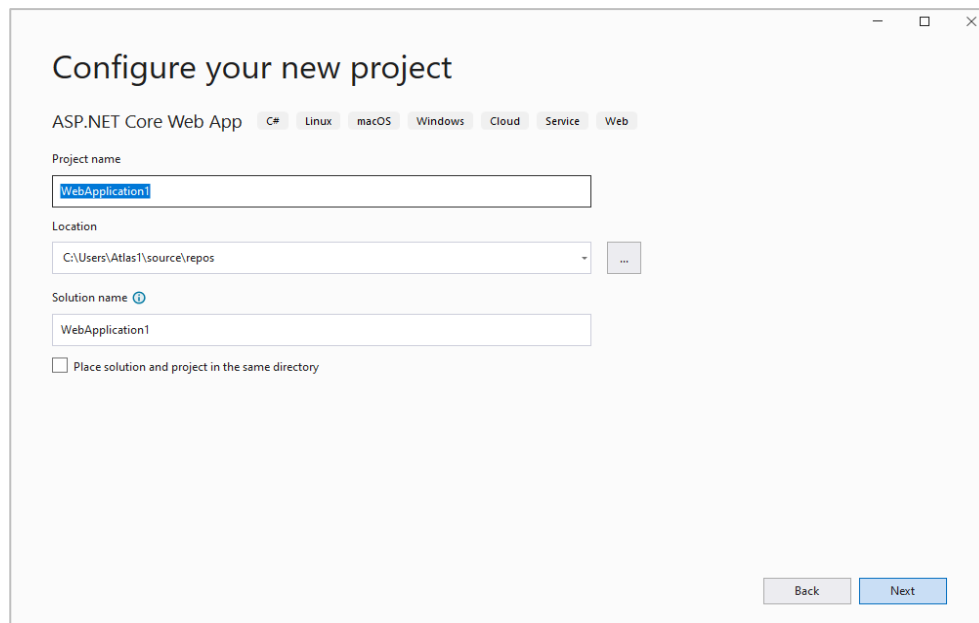 Configure your new project
ASP.NET Core Web App C# Linux macOS Windows Cloud Service Web
Project name
WebApplication1
Location
C:\Users\Atlas1\source\repos
...
Solution name
WebApplication1
Place solution and project in the same directory
Back Next